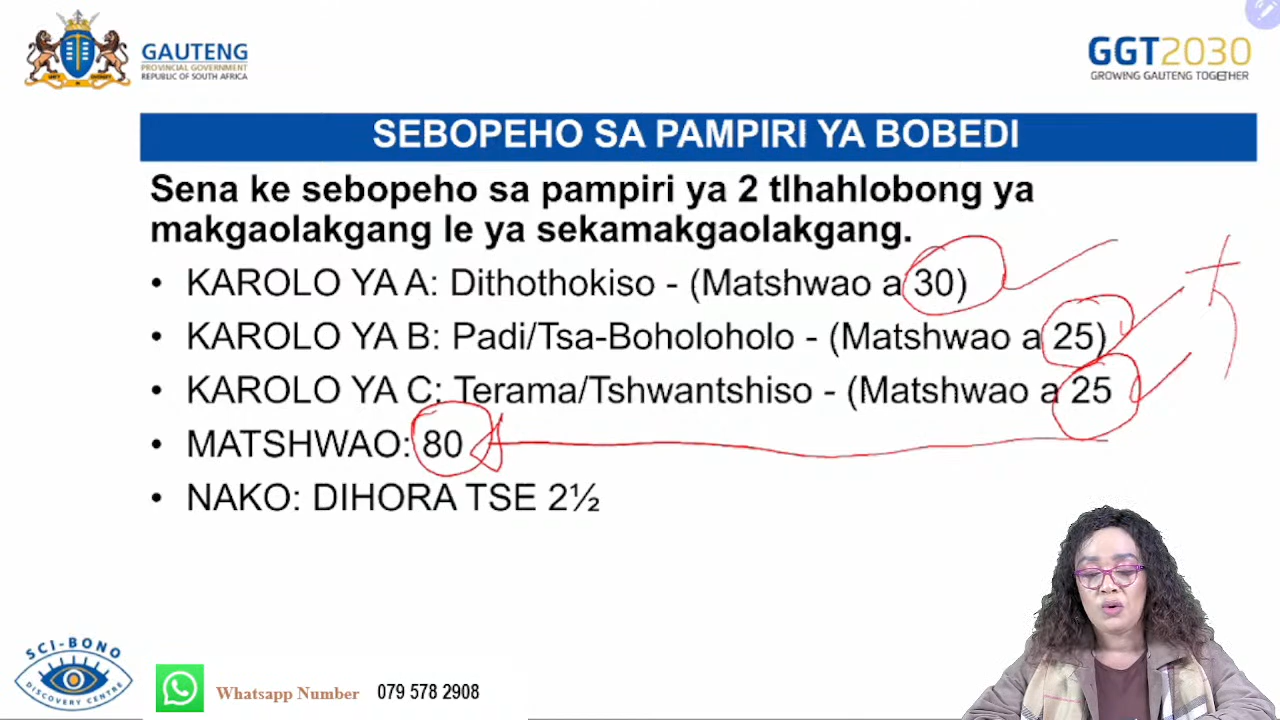 GAUTENG
PROVINCIAL GOVERNMENT
REPUBLIC OF SOUTH AFRICA
GGT2030
GROWING GAUTENG TOGETHER
SEBOPEHO SA PAMPIRI YA BOBEDI
Sena ke sebopeho sa pampiri ya 2 tlhahlobong ya
makgaolakgang le ya sekamakgaolakgang.
• KAROLO YA A: Dithothokiso - (Matshwao a 30)
• KAROLO YA B: Padi/Tsa-Boholoholo - (Matshwao a 25)
• KAROLO YA C: Terama/Tshwantshiso - (Matshwao a 25
• MATSHWAO: 80
• NAKO: DIHORA TSE 2½
SCI-BONO
DISCOVERY CENTRE
Whatsapp Number 079 578 2908